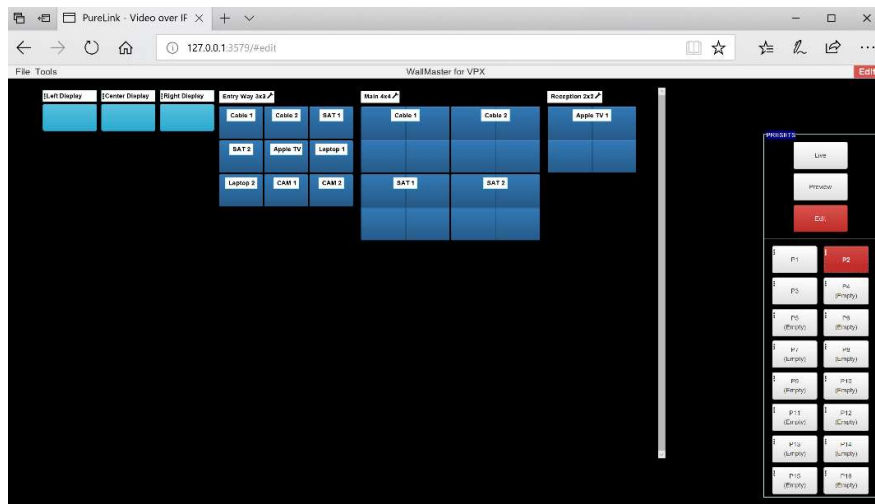 PureLink - Video over IF
127.0.0.1:3579/#edit
File Tools
WallMaster for VPX
Edit
Left Display
Center Display
Right Display
Entry Way 3x3
Main 4x4
Reception 2x2
Cable 1
Cable 2
SAT 1
Cable 1
Cable 2
Apple TV 1
SAT 2
Apple TV
Laptop 1
Laptop 2
CAM 1
CAM 2
SAT 1
SAT 2
PRESETS
Live
Preview
Edit
P1
P2
P3
P4
(Empty)
P5
(Empty)
P6
(Empty)
P7
(Empty)
P8
(Empty)
P9
(Empty)
P10
(Empty)
P11
(Empty)
P12
(Empty)
P13
(Empty)
P14
(Empty)
P15
(Empty)
P16
(Empty)